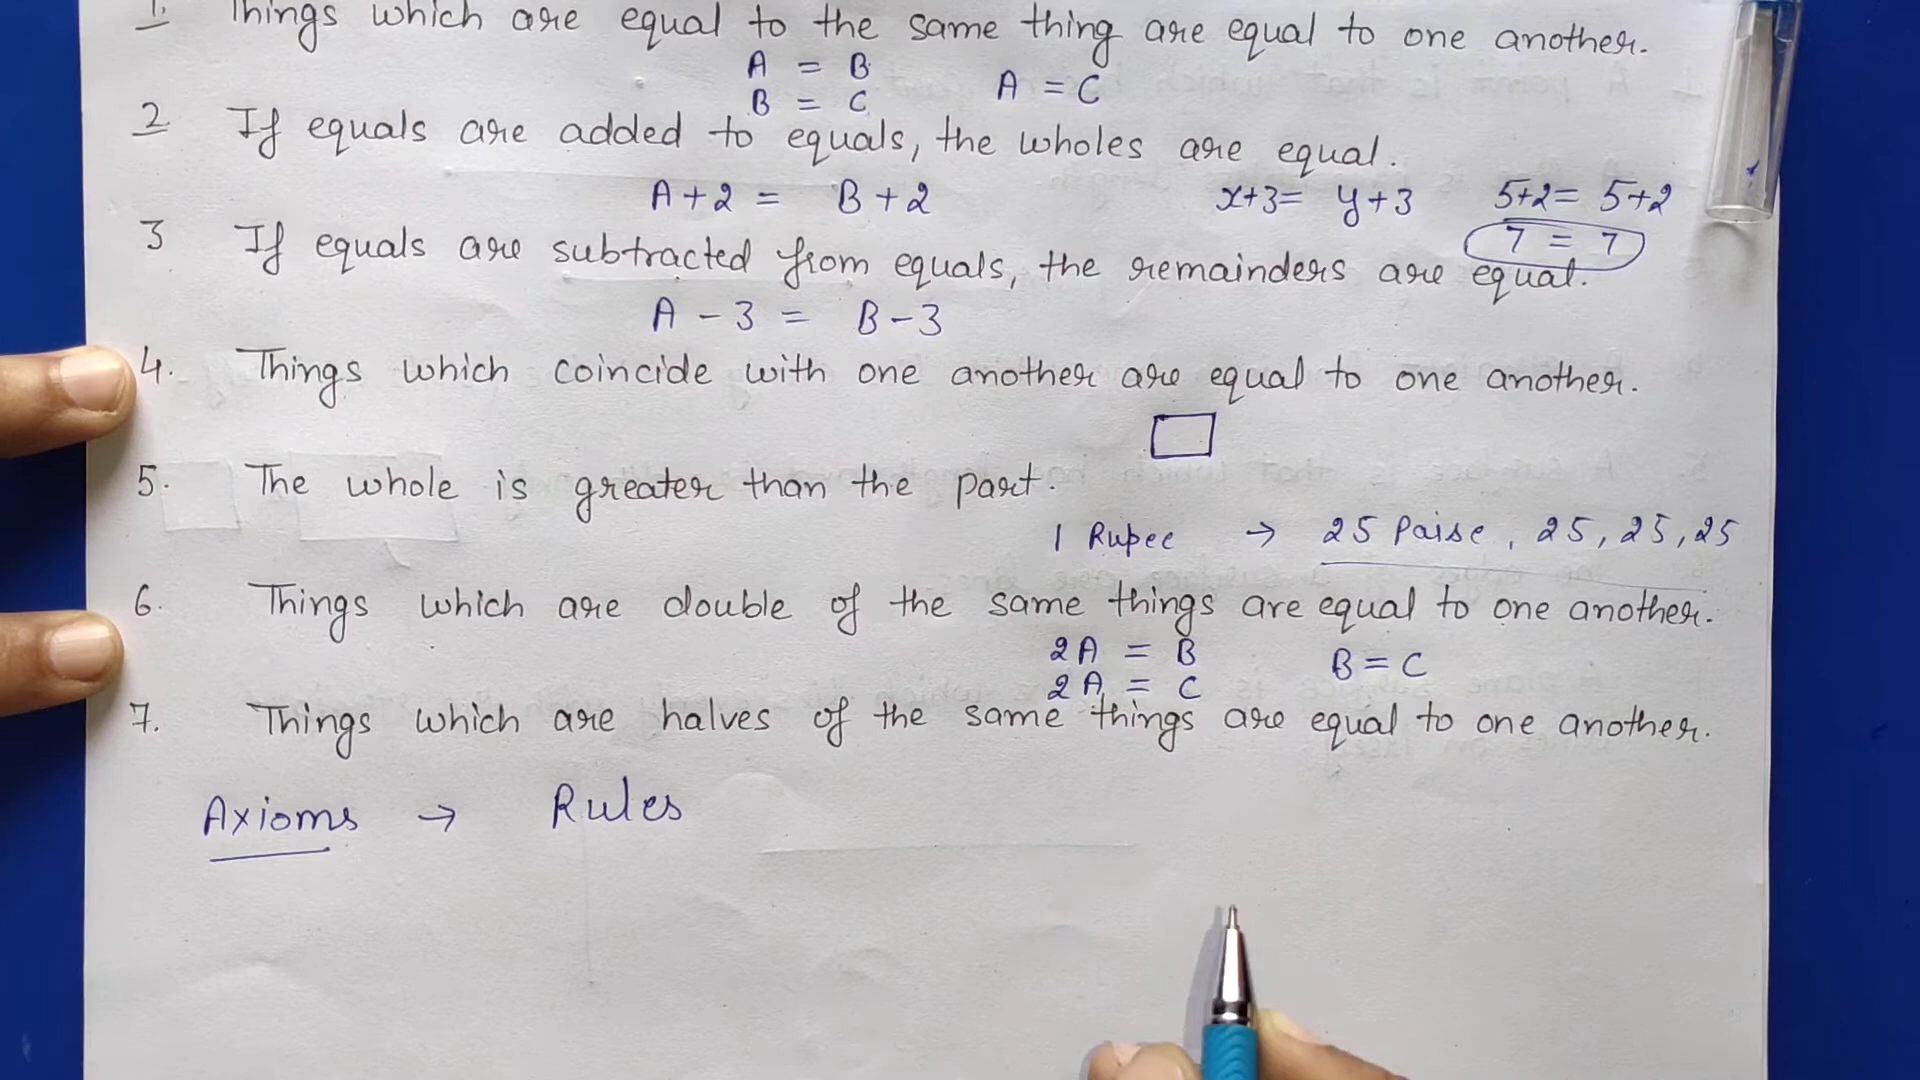 1. Things which are equal to the same thing are equal to one another.
A = B
B = C
A = C
2 If equals are added to equals, the wholes are equal.
A+2 = B+2
x+3= y+3
5+2= 5+2
7 = 7
3 If equals are subtracted from equals, the remainders are equal.
A - 3 = B-3
4. Things which coincide with one another are equal to one another.
5. The whole is greater than the part.
1 Rupee → 25 Paise, 25, 25, 25
6. Things which are double of the same things are equal to one another.
2A = B
2A = C
B = C
7. Things which are halves of the same things are equal to one another.
Axioms → Rules